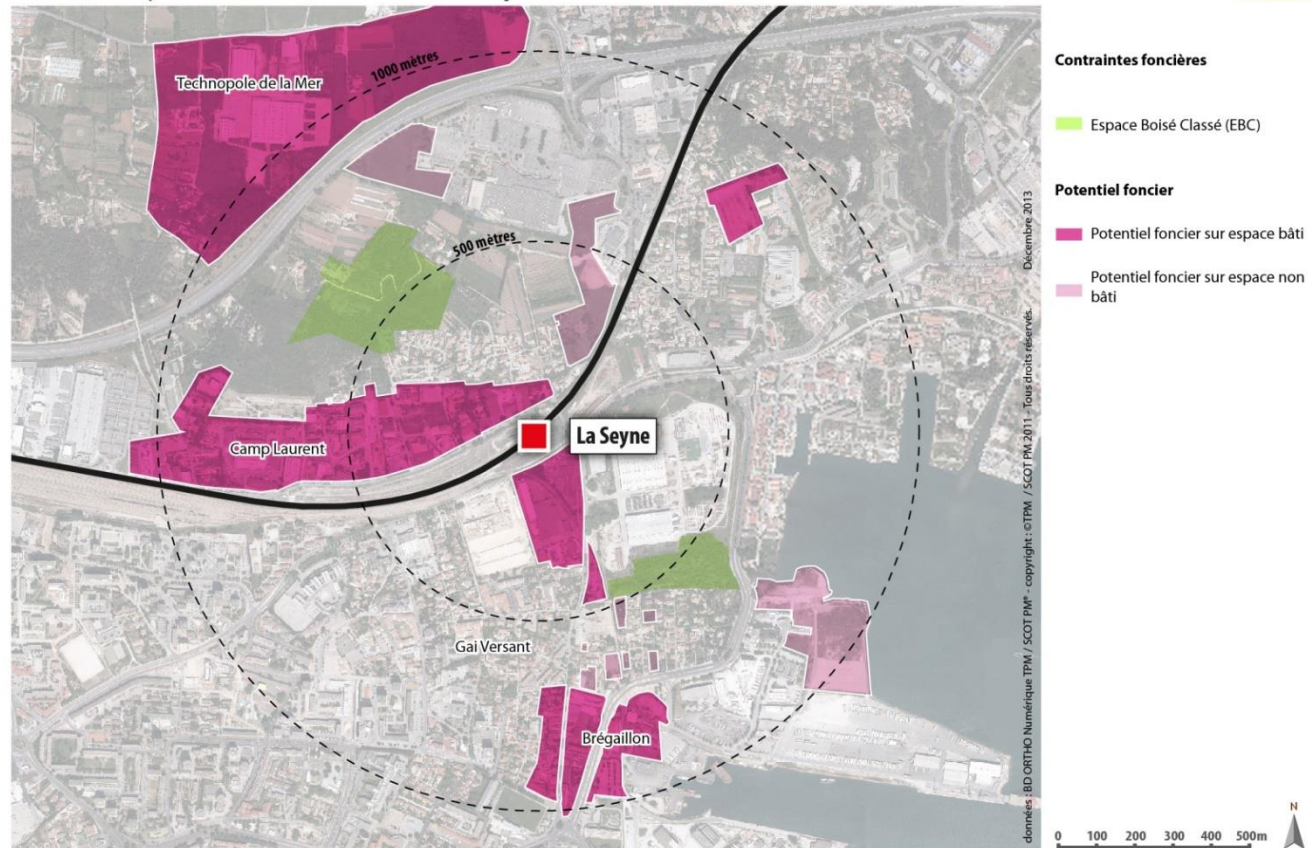 Technopole de la Mer
1000 mètres
500 mètres
La Seyne
Camp Laurent
Gai Versant
Brégaillon
données : BD ORTHO Numérique TPM / SCOT PM® - copyright : ©TPM / SCOT PM 2011 - Tous droits réservés. Décembre 2013
Contraintes foncières
Espace Boisé Classé (EBC)
Potentiel foncier
Potentiel foncier sur espace bâti
Potentiel foncier sur espace non
bâti
N
0 100 200 300 400 500m